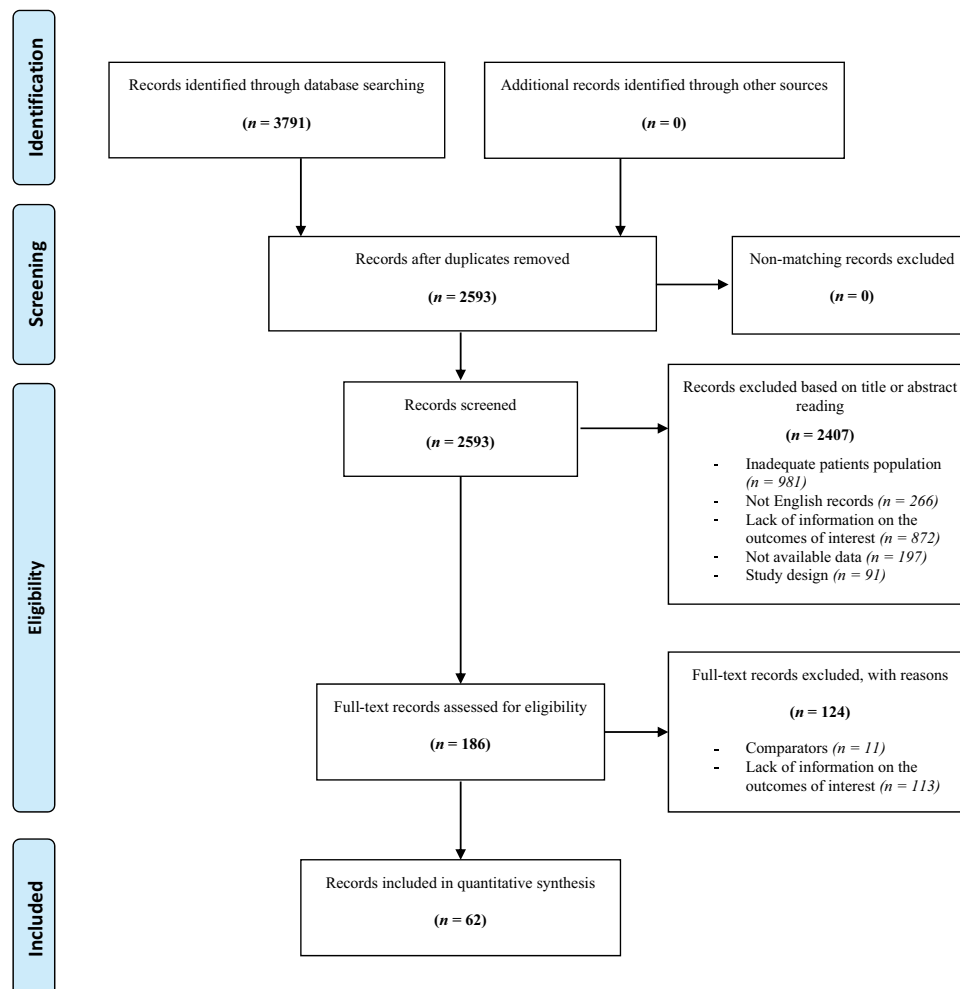 Identification
Records identified through database searching
(n = 3791)
Additional records identified through other sources
(n = 0)
Screening
Records after duplicates removed
(n = 2593)
Non-matching records excluded
(n = 0)
Eligibility
Records screened
(n = 2593)
Records excluded based on title or abstract
reading
(n = 2407)
- Inadequate patients population
(n = 981)
- Not English records (n = 266)
- Lack of information on the
outcomes of interest (n = 872)
- Not available data (n = 197)
- Study design (n = 91)
Full-text records assessed for eligibility
(n = 186)
Full-text records excluded, with reasons
(n = 124)
- Comparators (n = 11)
- Lack of information on the
outcomes of interest (n = 113)
Included
Records included in quantitative synthesis
(n = 62)